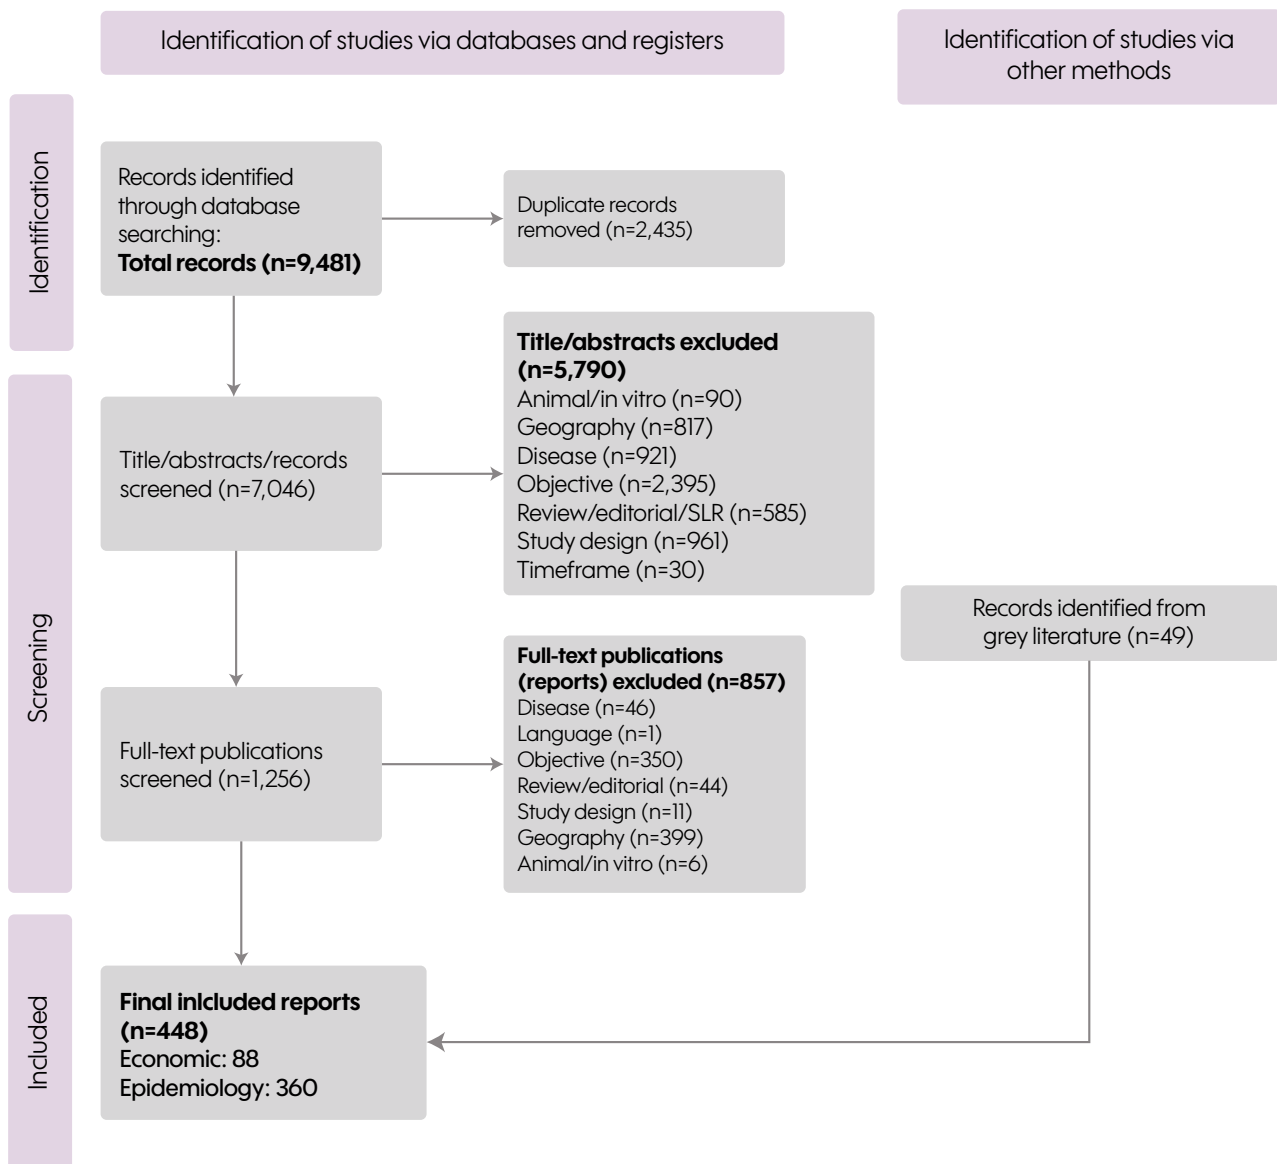 Identification of studies via databases and registers
Identification of studies via
other methods
Identification
Records identified
through database
searching:
Total records (n=9,481)
Duplicate records
removed (n=2,435)
Screening
Title/abstracts/records
screened (n=7,046)
Title/abstracts excluded
(n=5,790)
Animal/in vitro (n=90)
Geography (n=817)
Disease (n=921)
Objective (n=2,395)
Review/editorial/SLR (n=585)
Study design (n=961)
Timeframe (n=30)
Records identified from
grey literature (n=49)
Full-text publications
screened (n=1,256)
Full-text publications
(reports) excluded (n=857)
Disease (n=46)
Language (n=1)
Objective (n=350)
Review/editorial (n=44)
Study design (n=11)
Geography (n=399)
Animal/in vitro (n=6)
Included
Final inlcluded reports
(n=448)
Economic: 88
Epidemiology: 360